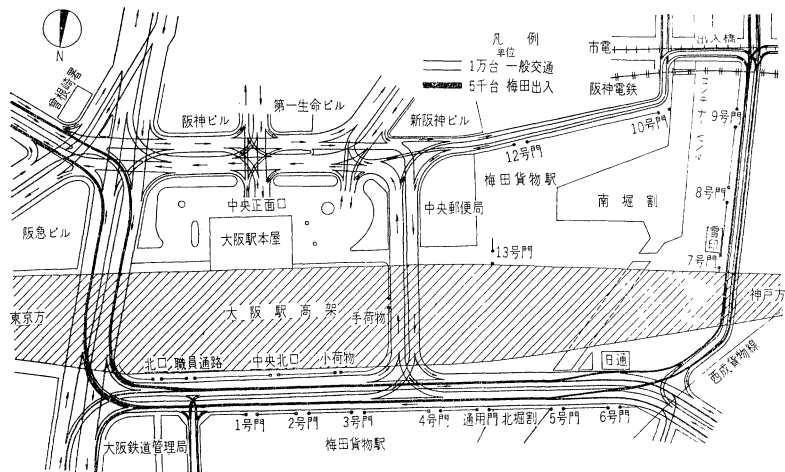 N
凡例
単位
1万台 一般交通
5千台 梅田出入
市電
出入橋
阪神電鉄
曾根崎署
阪神ビル
第一生命ビル
新阪神ビル
コンテナーセンター
10号門
9号門
12号門
梅田貨物駅
8号門
南堀割
中央正面口
中央郵便局
阪急ビル
大阪駅本屋
雪印
13号門
7号門
東京方
大阪駅高架
手荷物
神戸方
北口
職員通路
中央北口
小荷物
日通
西成貨物線
1号門
2号門
3号門
4号門
通用門
北堀割
5号門
6号門
大阪鉄道管理局
梅田貨物駅